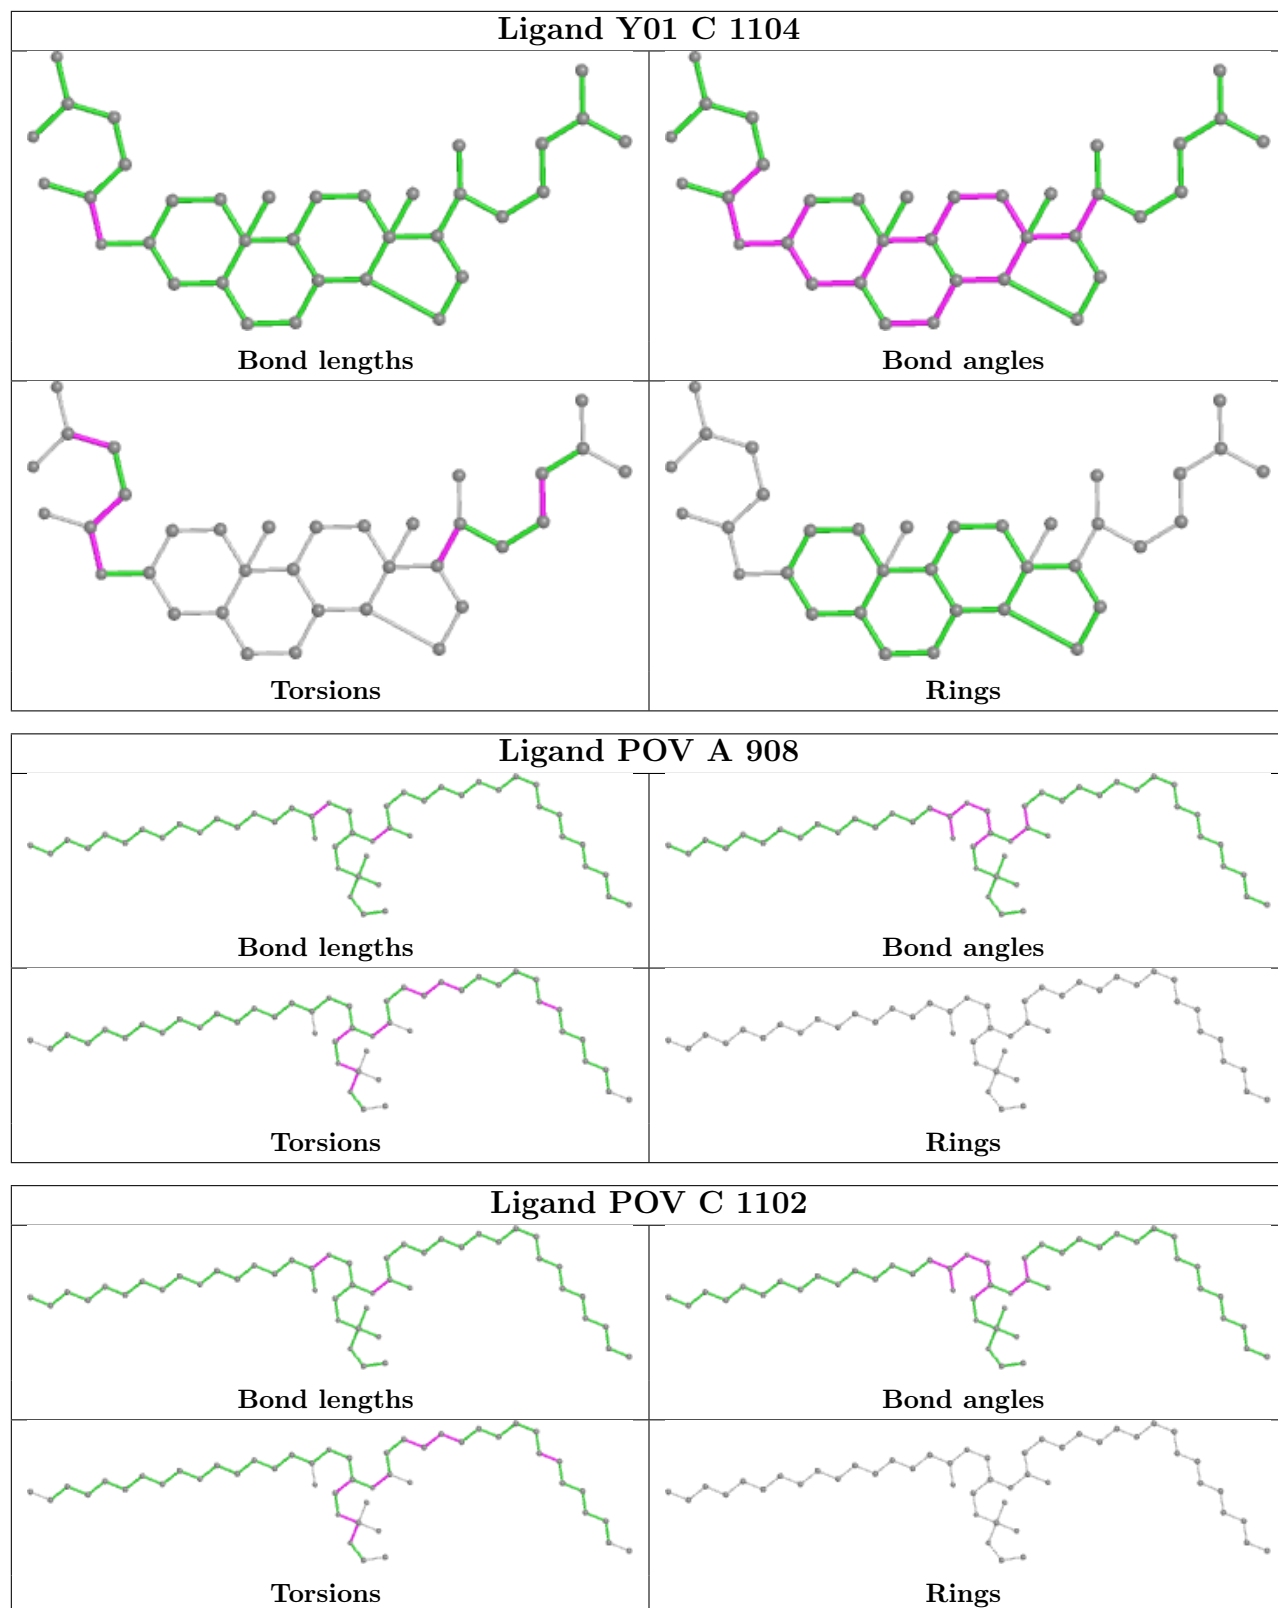 Ligand Y01 C 1104
Bond lengths
Bond angles
Torsions
Rings
Ligand POV A 908
Bond lengths
Bond angles
Torsions
Rings
Ligand POV C 1102
Bond lengths
Bond angles
Torsions
Rings